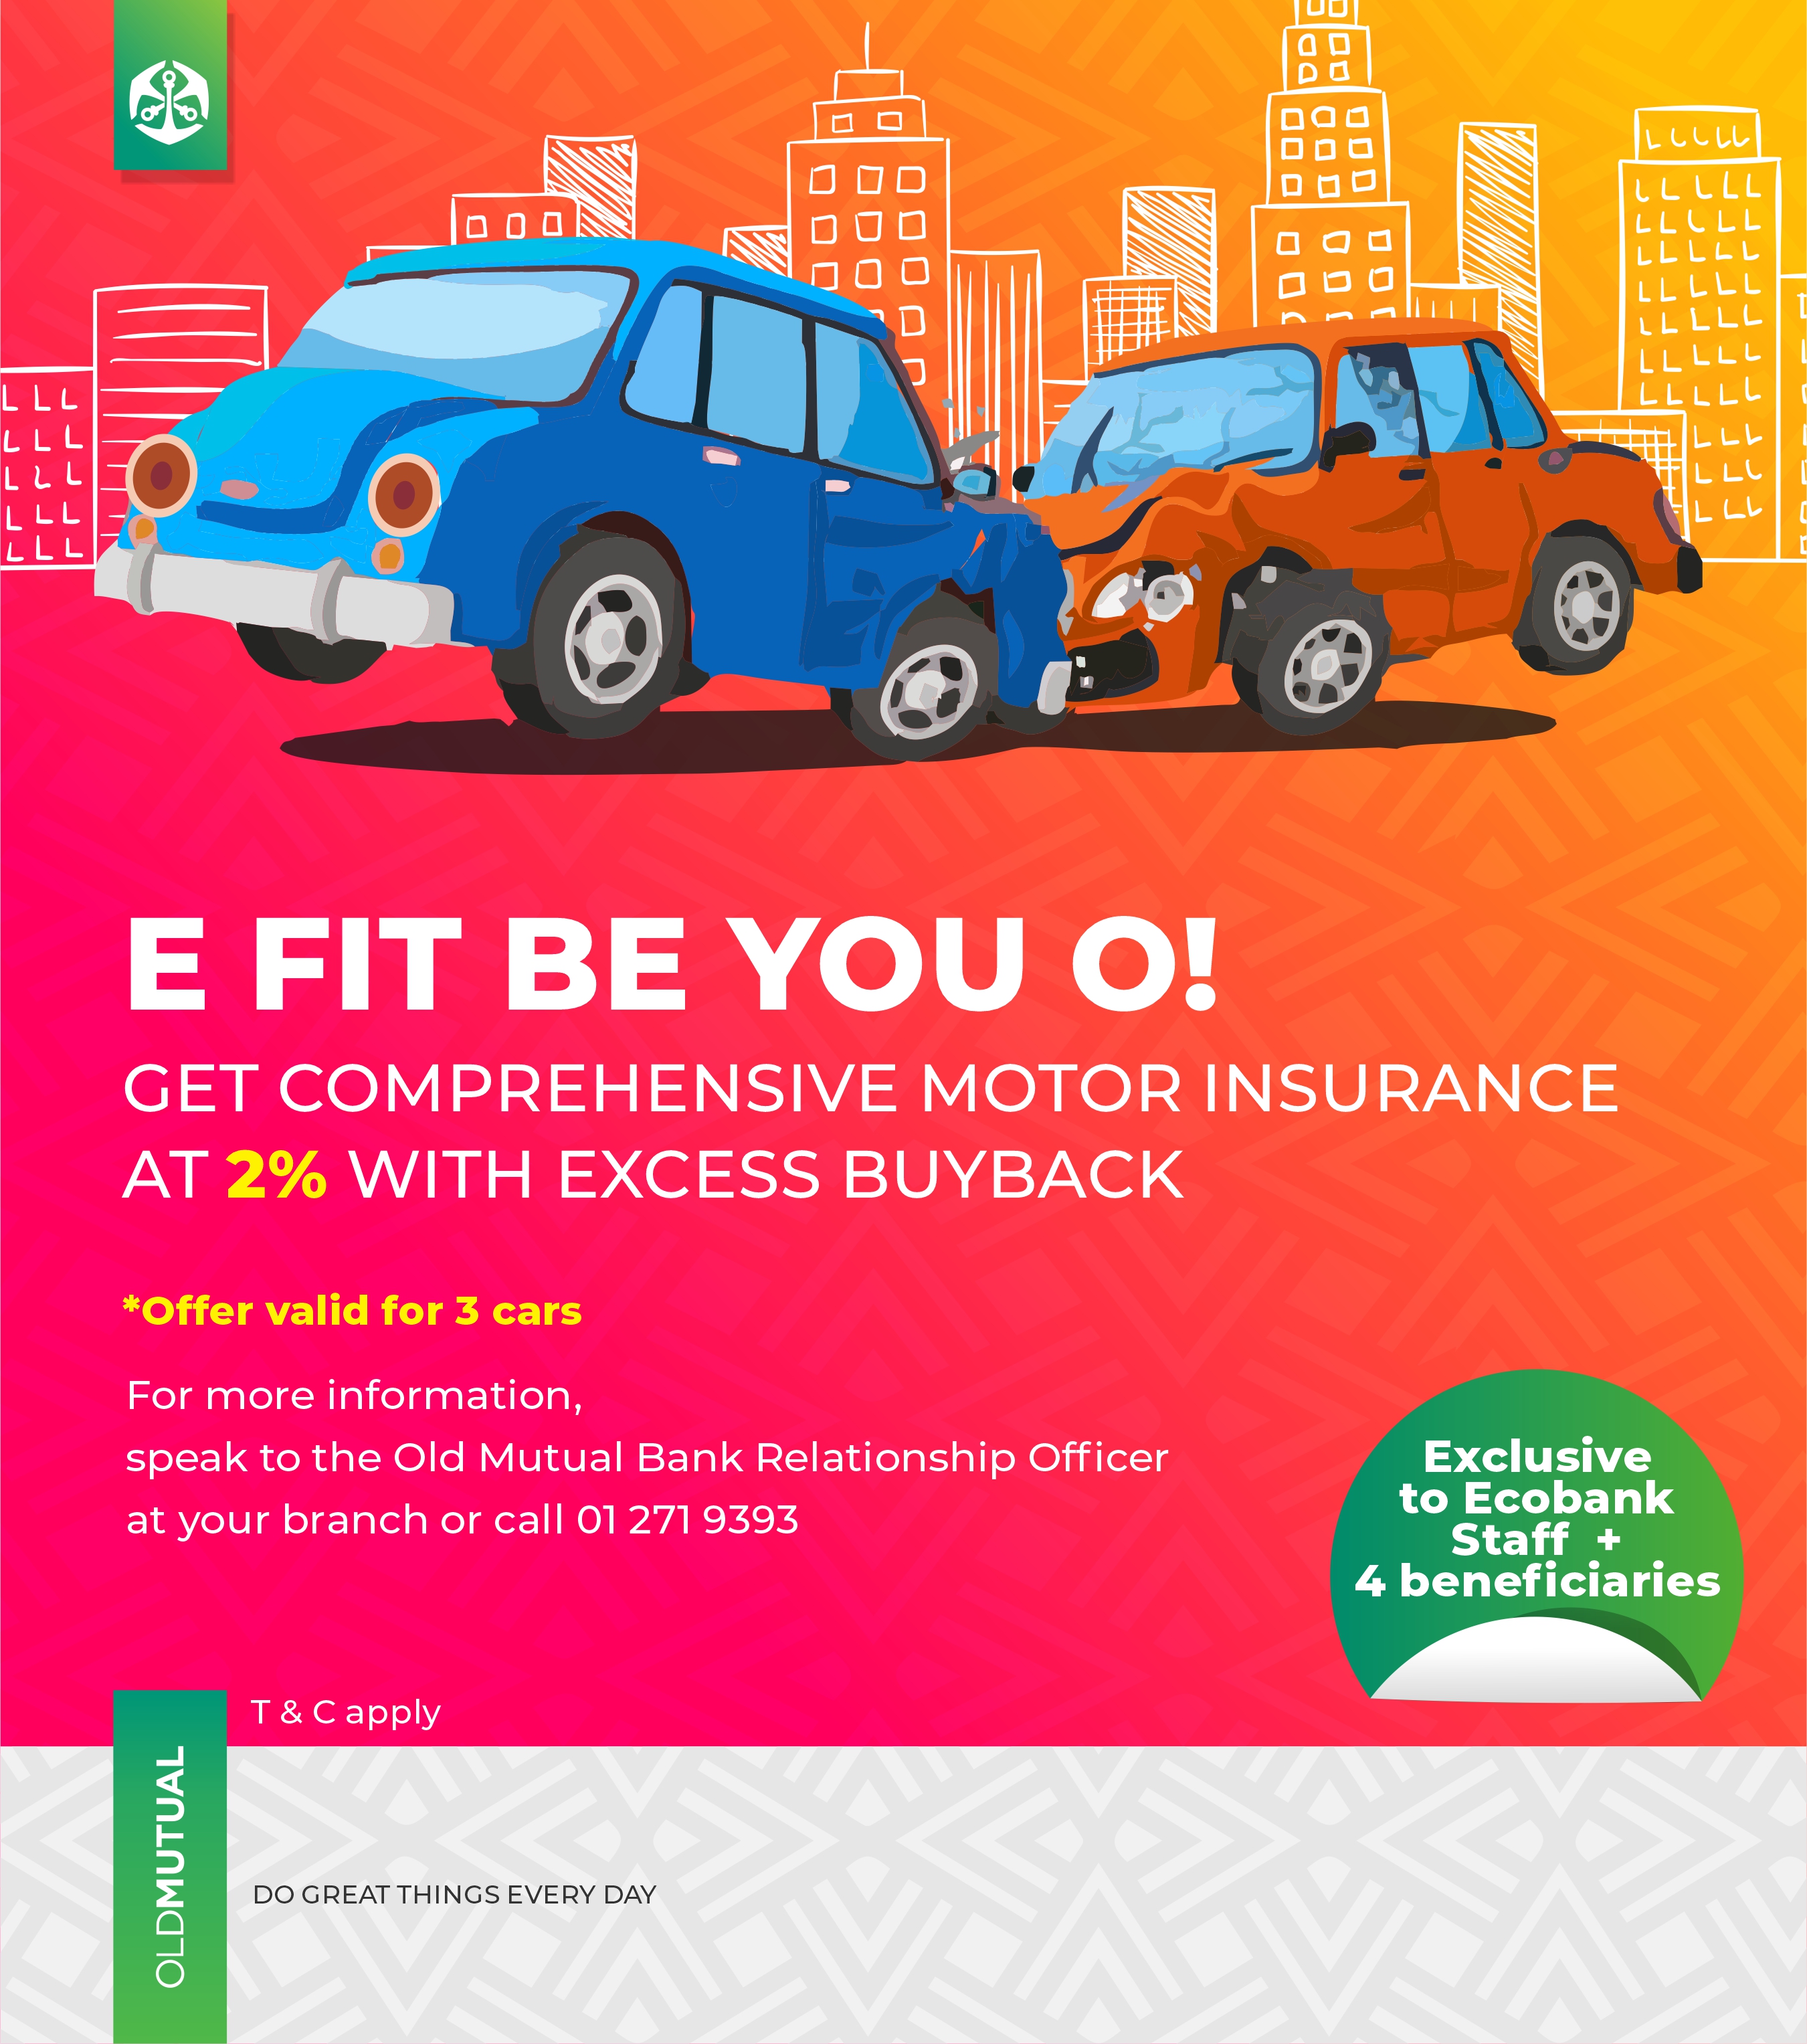 E FIT BE YOU O!
GET COMPREHENSIVE MOTOR INSURANCE
AT 2% WITH EXCESS BUYBACK
*Offer valid for 3 cars
For more information,
speak to the Old Mutual Bank Relationship Officer
at your branch or call 01 271 9393
Exclusive
to Ecobank
Staff +
4 beneficiaries
T & C apply
OLDMUTUAL
DO GREAT THINGS EVERY DAY